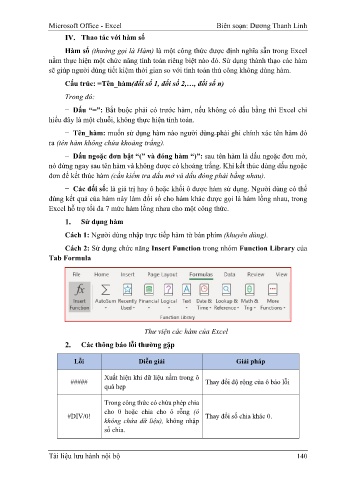 Microsoft Office - Excel Biên soạn: Dương Thanh Linh
IV. Thao tác với hàm số
Hàm số (thường gọi là Hàm) là một công thức được định nghĩa sẵn trong Excel
nằm thực hiện một chức năng tính toán riêng biệt nào đó. Sử dụng thành thạo các hàm
sẽ giúp người dùng tiết kiệm thời gian so với tính toán thủ công không dùng hàm.
Cấu trúc: =Tên_hàm(đối số 1, đối số 2,…, đối số n)
Trong đó:
− Dấu “=”: Bắt buộc phải có trước hàm, nếu không có dấu bằng thì Excel chỉ
hiểu đây là một chuỗi, không thực hiện tính toán.
− Tên_hàm: muốn sử dụng hàm nào người dùng phải ghi chính xác tên hàm đó
ra (tên hàm không chứa khoảng trắng).
− Dấu ngoặc đơn bật “(” và đóng hàm “)”: sau tên hàm là dấu ngoặc đơn mở,
nó đứng ngay sau tên hàm và không được có khoảng trắng. Khi kết thúc dùng dấu ngoặc
đơn để kết thúc hàm (cần kiểm tra dấu mở và dấu đóng phải bằng nhau).
− Các đối số: là giá trị hay ô hoặc khối ô được hàm sử dụng. Người dùng có thể
dùng kết quả của hàm này làm đối số cho hàm khác được gọi là hàm lồng nhau, trong
Excel hỗ trợ tối đa 7 mức hàm lồng nhau cho một công thức.
1. Sử dụng hàm
Cách 1: Người dùng nhập trực tiếp hàm từ bàn phím (khuyên dùng).
Cách 2: Sử dụng chức năng Insert Function trong nhóm Function Library của
Tab Formula
File Home Insert Page Layout Formulas Data Review View
Insert AutoSum Recently Financial Logical Text Date & Lookup & Math & More
Function Used Time Reference Trig Functions
Function Library
Thư viện các hàm của Excel
2. Các thông báo lỗi thường gặp
Lỗi Diễn giải Giải pháp
##### Xuất hiện khi dữ liệu nằm trong ô quá hẹp Thay đổi độ rộng của ô báo lỗi
#DIV/0! Trong công thức có chứa phép chia cho 0 hoặc chia cho ô rỗng (ô không chứa dữ liệu), không nhập số chia. Thay đổi số chia khác 0.
Tài liệu lưu hành nội bộ 140